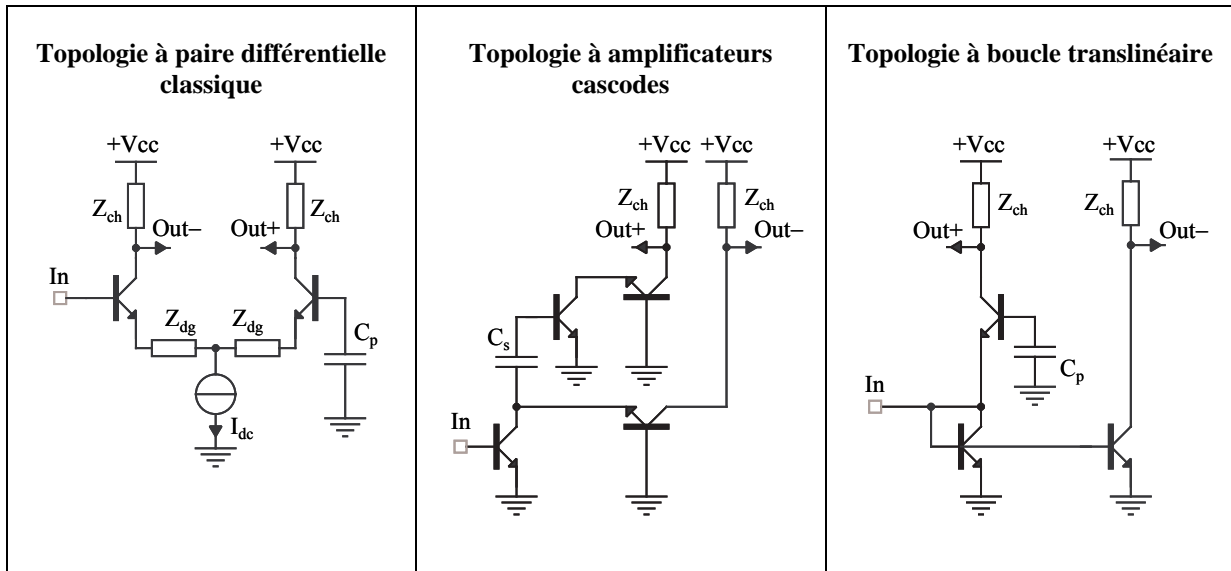 Topologie à paire différentielle
classique
+Vcc
+Vcc
Zch
Zch
Out−
Out+
In
Zdg
Zdg
Cp
Idc
Topologie à amplificateurs
cascodes
+Vcc +Vcc
Zch
Zch
Out+
Out−
Cs
In
Topologie à boucle translinéaire
+Vcc
+Vcc
Zch
Zch
Out+
Out−
Cp
In